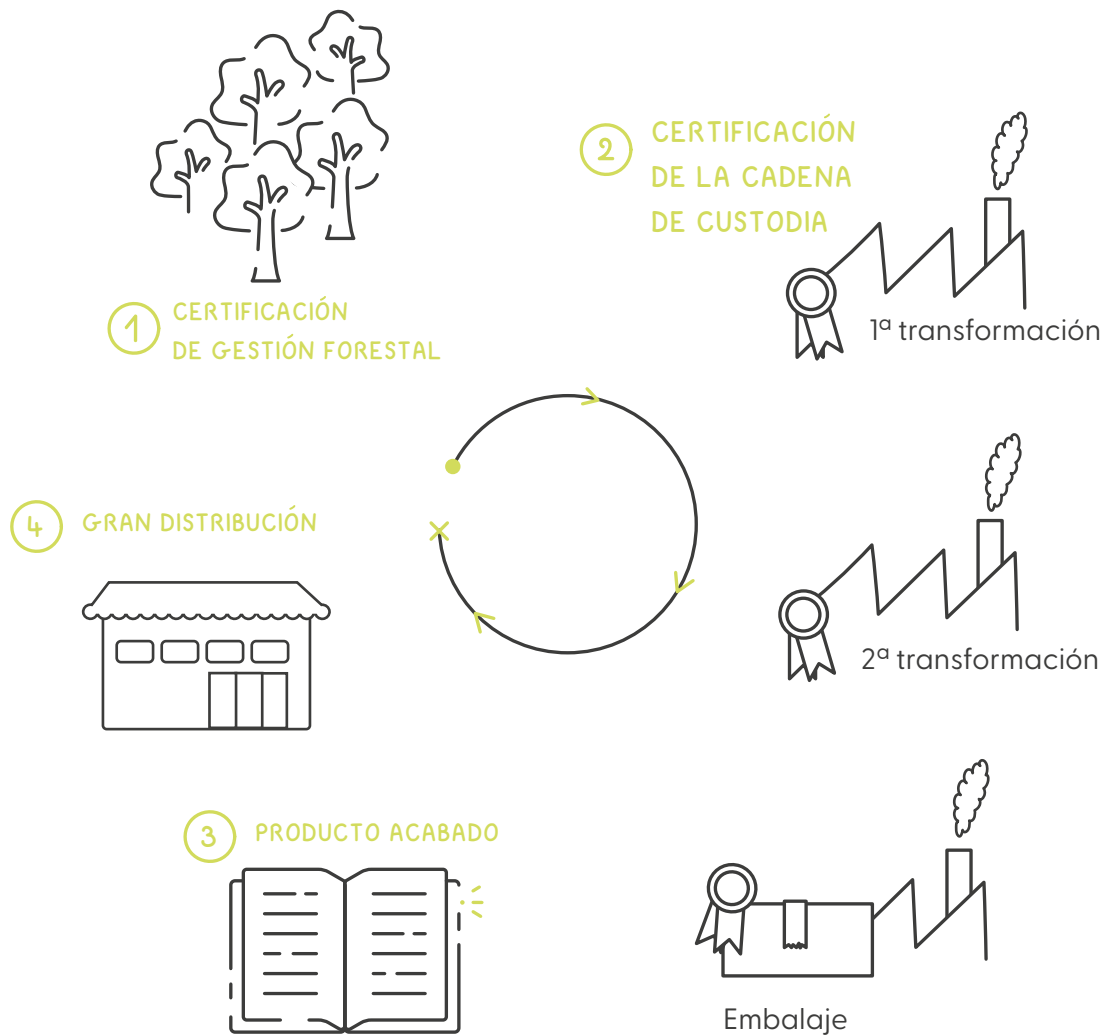 1
CERTIFICACIÓN
DE GESTIÓN FORESTAL
2
CERTIFICACIÓN
DE LA CADENA
DE CUSTODIA
1ª transformación
2ª transformación
Embalaje
3
PRODUCTO ACABADO
4
GRAN DISTRIBUCIÓN